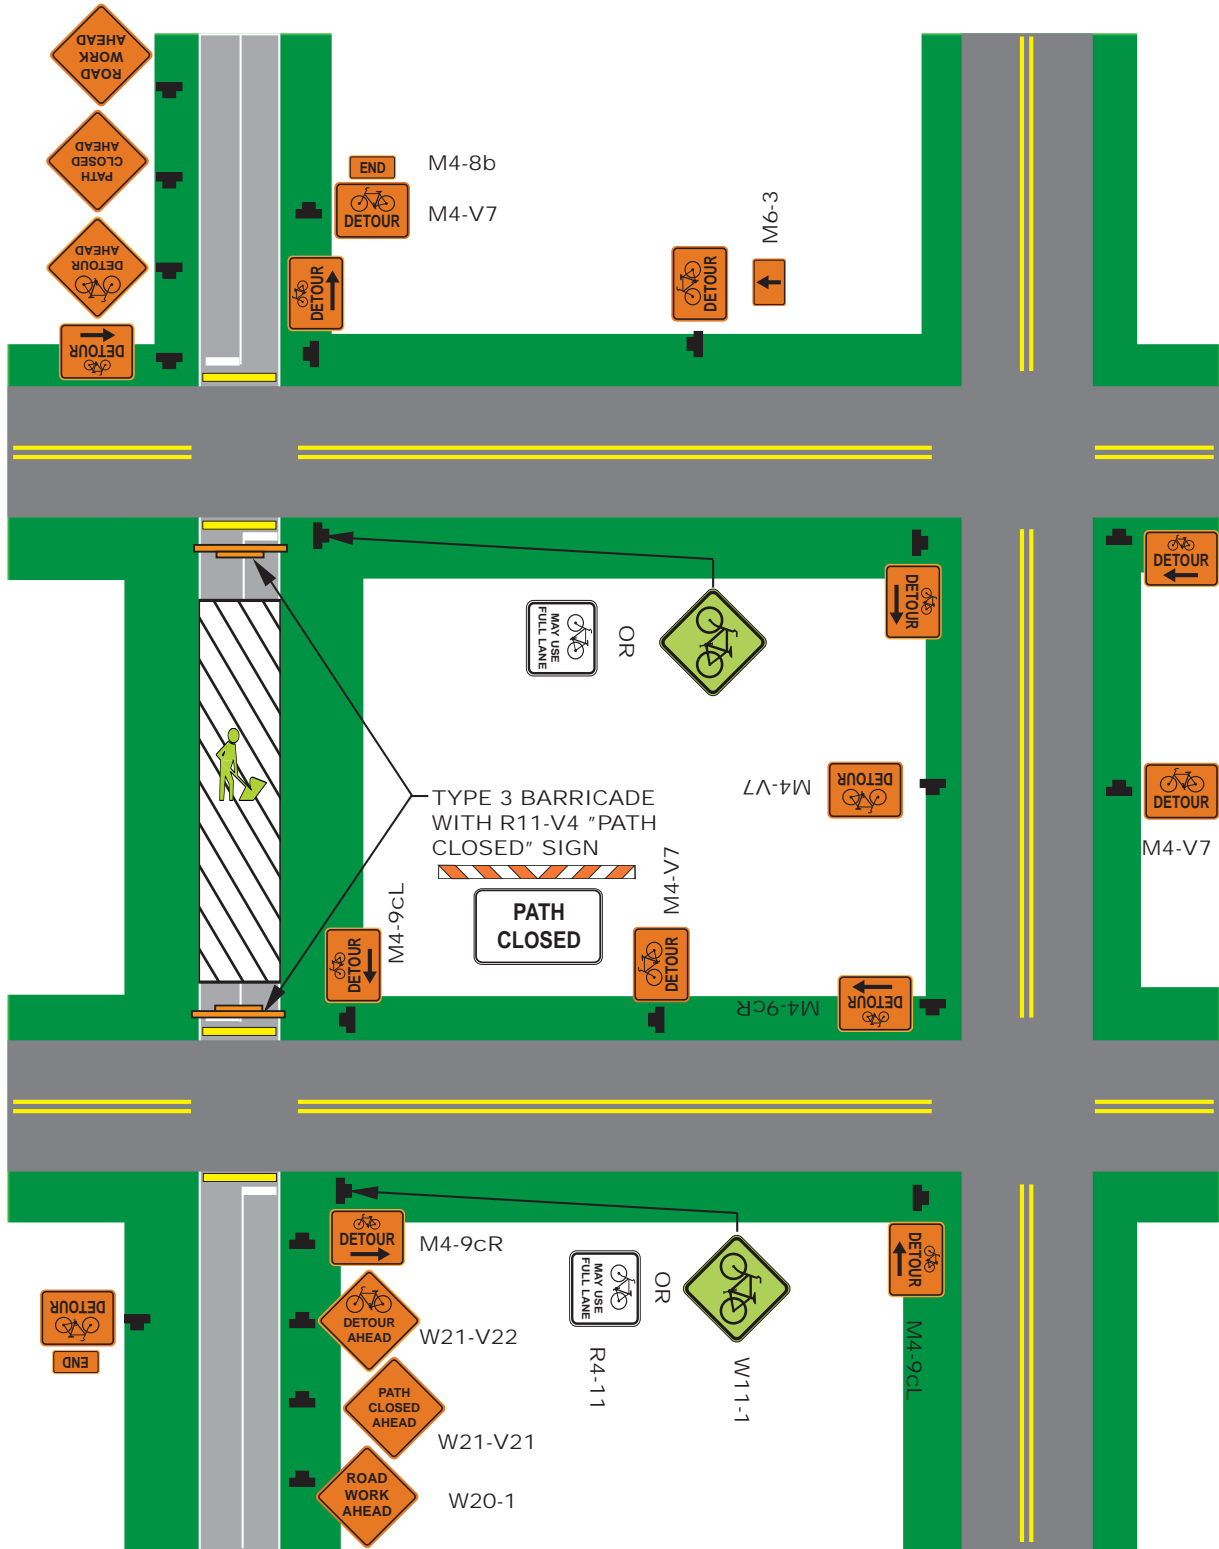 ROAD
WORK
AHEAD
PATH
CLOSED
AHEAD
DETOUR
AHEAD
DETOUR
END
M4-8b
DETOUR
M4-V7
DETOUR
DETOUR
M6-3
MAY USE
FULL LANE
OR
DETOUR
DETOUR
M4-V7
DETOUR
DETOUR
M4-V7
TYPE 3 BARRICADE
WITH R11-V4 "PATH
CLOSED" SIGN
PATH
CLOSED
DETOUR
M4-9cL
DETOUR
M4-V7
M4-9cR
DETOUR
DETOUR
M4-9cR
DETOUR
AHEAD
W21-V22
PATH
CLOSED
AHEAD
W21-V21
ROAD
WORK
AHEAD
W20-1
MAY USE
FULL LANE
R4-11
OR
W11-1
DETOUR
M4-9cL
DETOUR
END